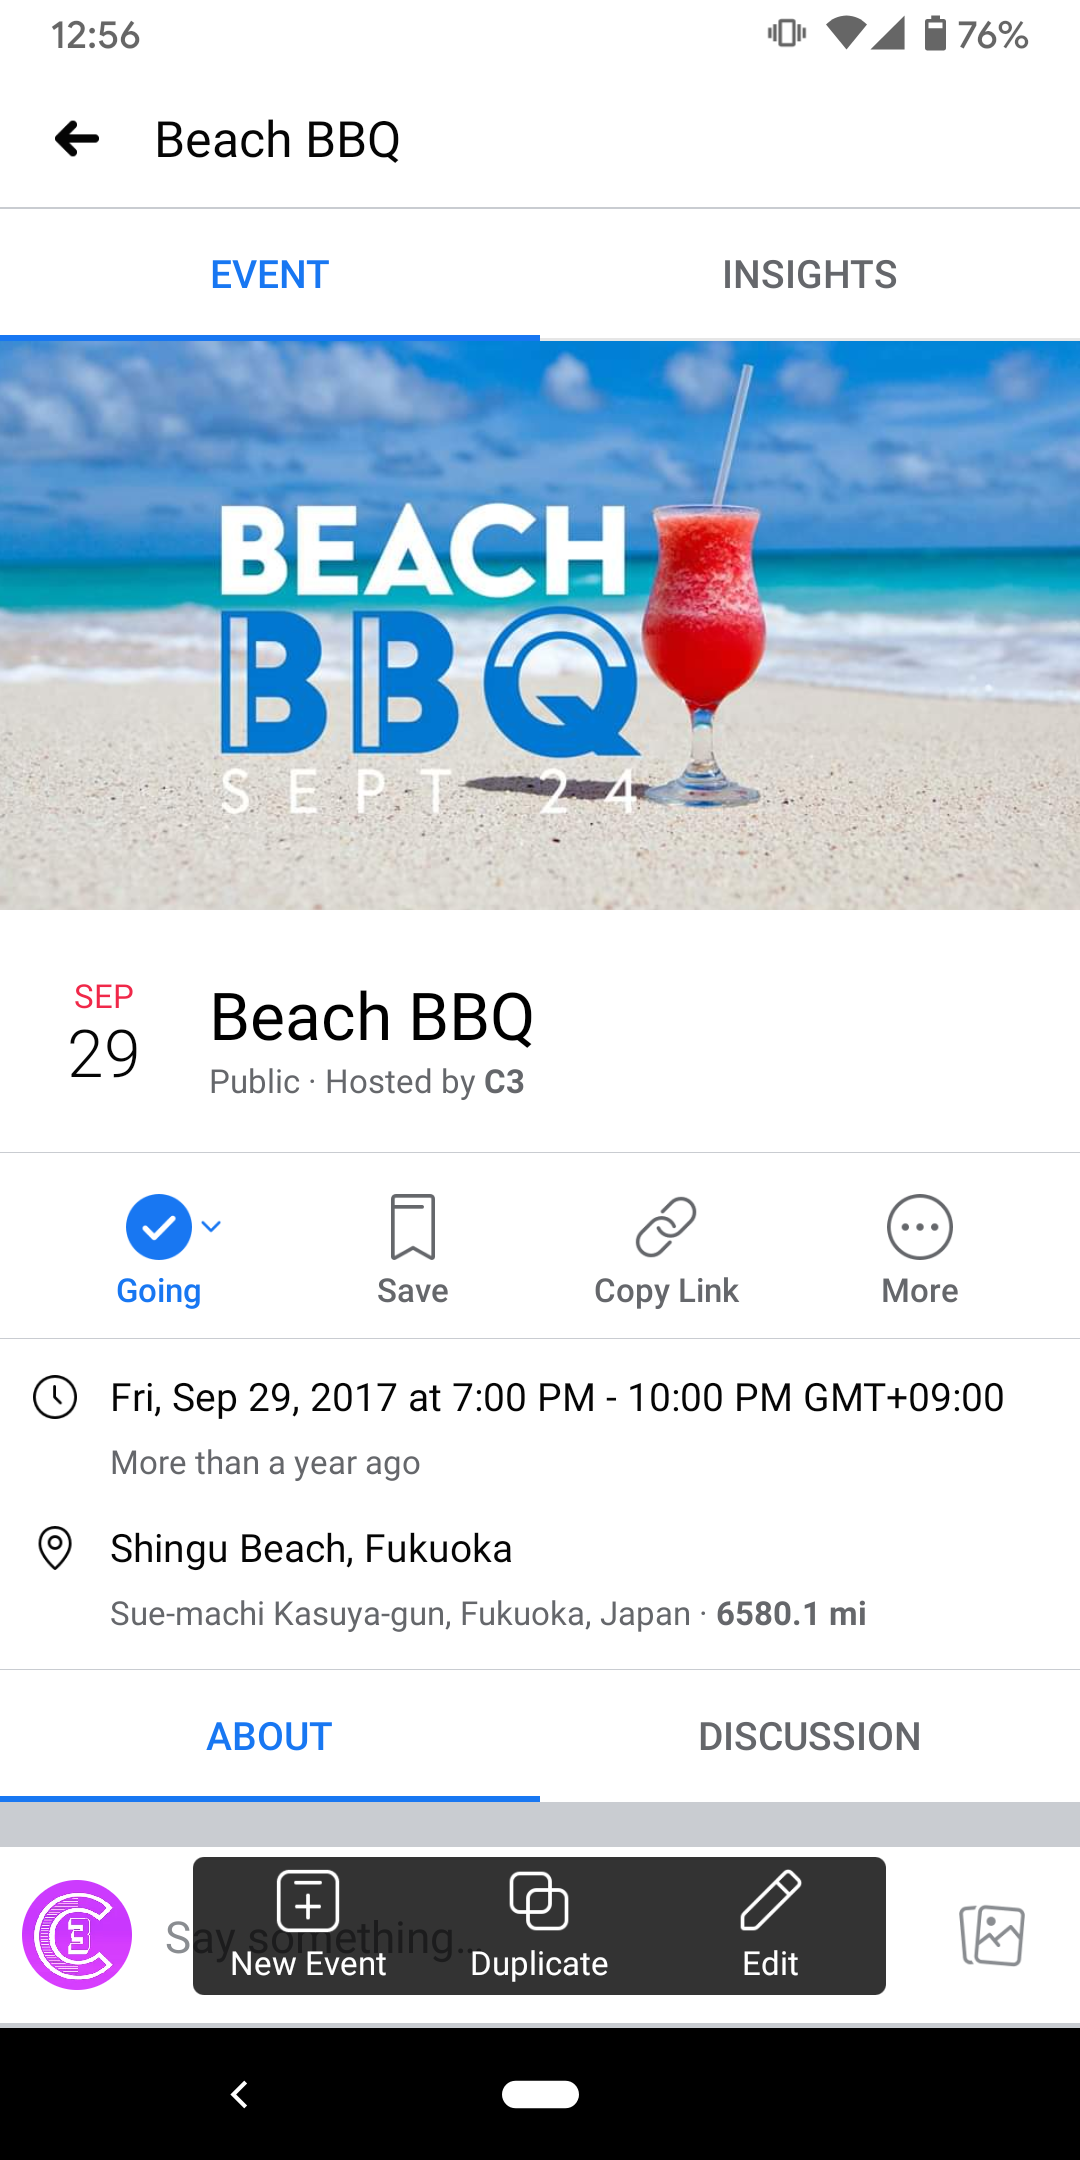 12:56
76%
Beach BBQ
EVENT
INSIGHTS
BEACH
BBQ
SEPT 24
SEP
29
Beach BBQ
Public · Hosted by C3
Going
Save
Copy Link
More
Fri, Sep 29, 2017 at 7:00 PM - 10:00 PM GMT+09:00
More than a year ago
Shingu Beach, Fukuoka
Sue-machi Kasuya-gun, Fukuoka, Japan · 6580.1 mi
ABOUT
DISCUSSION
C3
Say something...
New Event
Duplicate
Edit